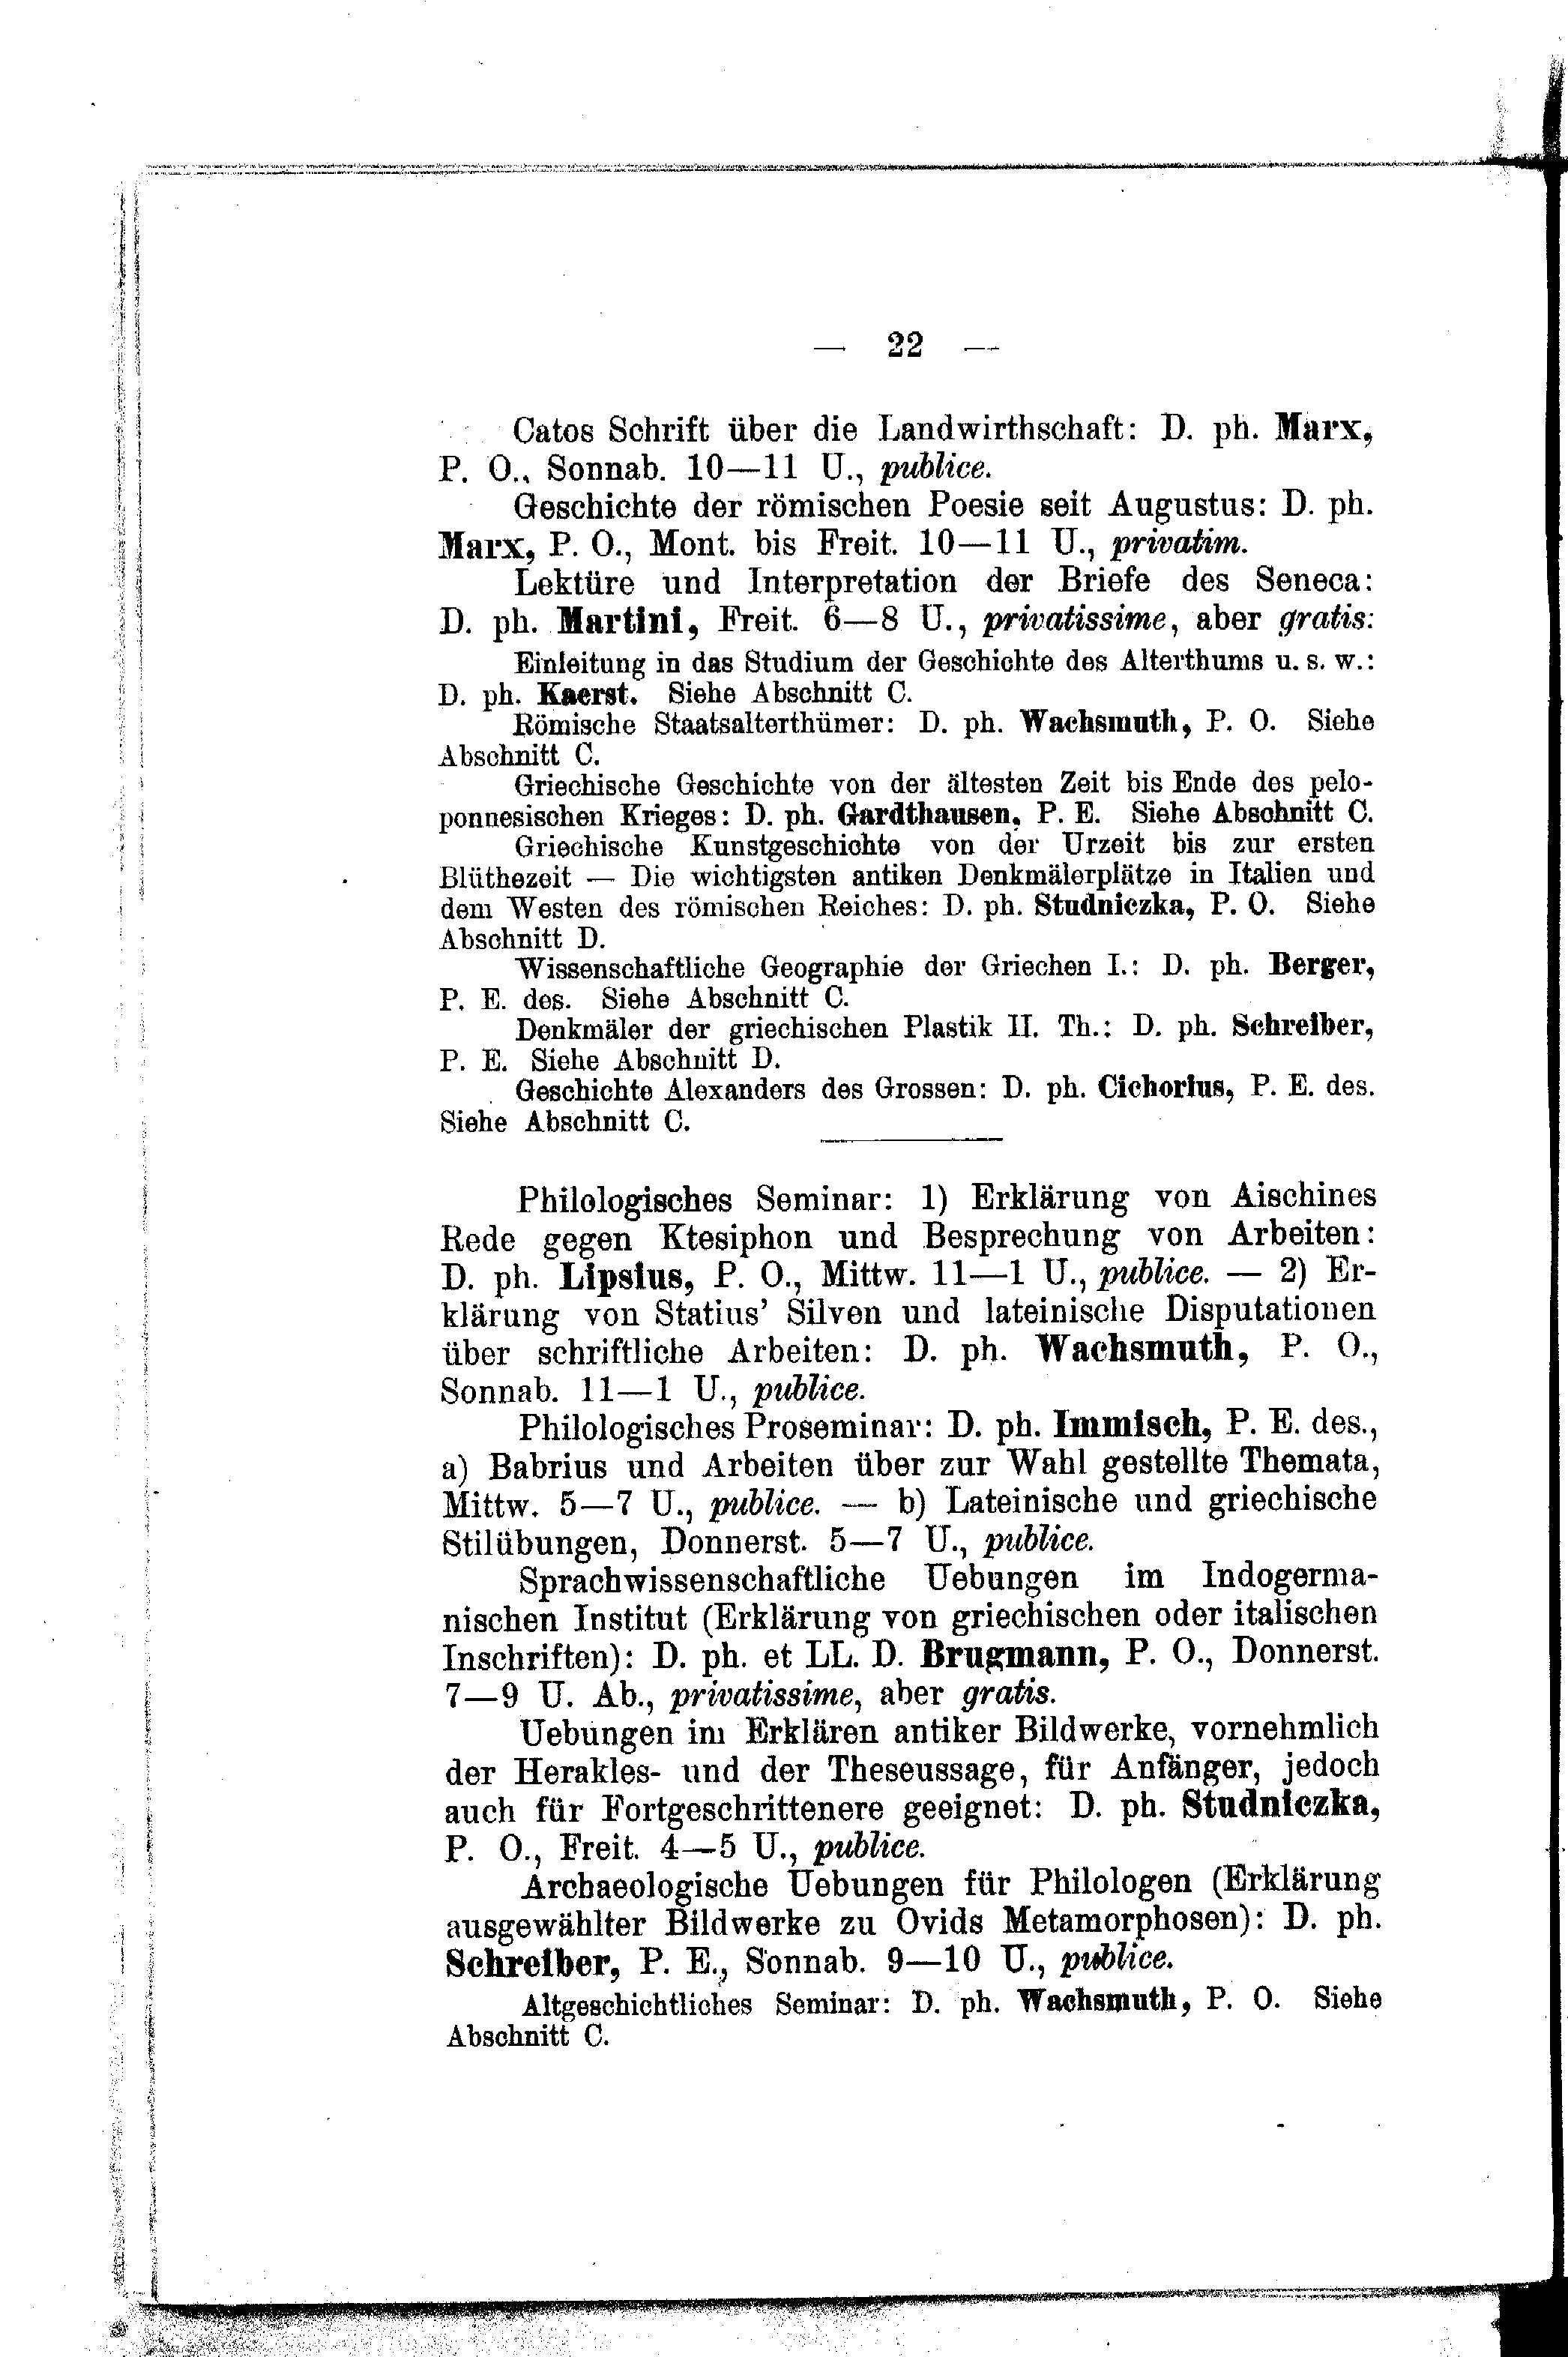 — 22 —
Catos Schrift über die Landwirthschaft: D. ph. Marx,
P. O., Sonnab. 10—11 U., publice.
Geschichte der römischen Poesie seit Augustus: D. ph.
Marx, P. O., Mont. bis Freit. 10—11 U., privatim.
Lektüre und Interpretation der Briefe des Seneca:
D. ph. Martini, Freit. 6—8 U., privatissime, aber gratis:
Einleitung in das Studium der Geschichte des Alterthums u. s. w.:
D. ph. Kaerst. Siehe Abschnitt C.
Römische Staatsalterthümer: D. ph. Wachsmuth, P. O. Siehe
Abschnitt C.
Griechische Geschichte von der ältesten Zeit bis Ende des pelo-
ponnesischen Krieges: D. ph. Gardthausen, P. E. Siehe Abschnitt C.
Griechische Kunstgeschichte von der Urzeit bis zur ersten
Blüthezeit — Die wichtigsten antiken Denkmälerplätze in Italien und
dem Westen des römischen Reiches: D. ph. Studniczka, P. O. Siehe
Abschnitt D.
Wissenschaftliche Geographie der Griechen I.: D. ph. Berger,
P. E. des. Siehe Abschnitt C.
Denkmäler der griechischen Plastik II. Th.: D. ph. Schreiber,
P. E. Siehe Abschnitt D.
Geschichte Alexanders des Grossen: D. ph. Cichorius, P. E. des.
Siehe Abschnitt C.
Philologisches Seminar: 1) Erklärung von Aischines
Rede gegen Ktesiphon und Besprechung von Arbeiten:
D. ph. Lipsius, P. O., Mittw. 11—1 U., publice. — 2) Er-
klärung von Statius' Silven und lateinische Disputationen
über schriftliche Arbeiten: D. ph. Wachsmuth, P. O.,
Sonnab. 11—1 U., publice.
Philologisches Proseminar: D. ph. Immisch, P. E. des.,
a) Babrius und Arbeiten über zur Wahl gestellte Themata,
Mittw. 5—7 U., publice. — b) Lateinische und griechische
Stilübungen, Donnerst. 5—7 U., publice.
Sprachwissenschaftliche Uebungen im Indogerma-
nischen Institut (Erklärung von griechischen oder italischen
Inschriften): D. ph. et LL. D. Brugmann, P. O., Donnerst.
7—9 U. Ab., privatissime, aber gratis.
Uebungen im Erklären antiker Bildwerke, vornehmlich
der Herakles- und der Theseussage, für Anfänger, jedoch
auch für Fortgeschrittenere geeignet: D. ph. Studniczka,
P. O., Freit. 4—5 U., publice.
Archaeologische Uebungen für Philologen (Erklärung
ausgewählter Bildwerke zu Ovids Metamorphosen): D. ph.
Schreiber, P. E., Sonnab. 9—10 U., publice.
Altgeschichtliches Seminar: D. ph. Wachsmuth, P. O. Siehe
Abschnitt C.